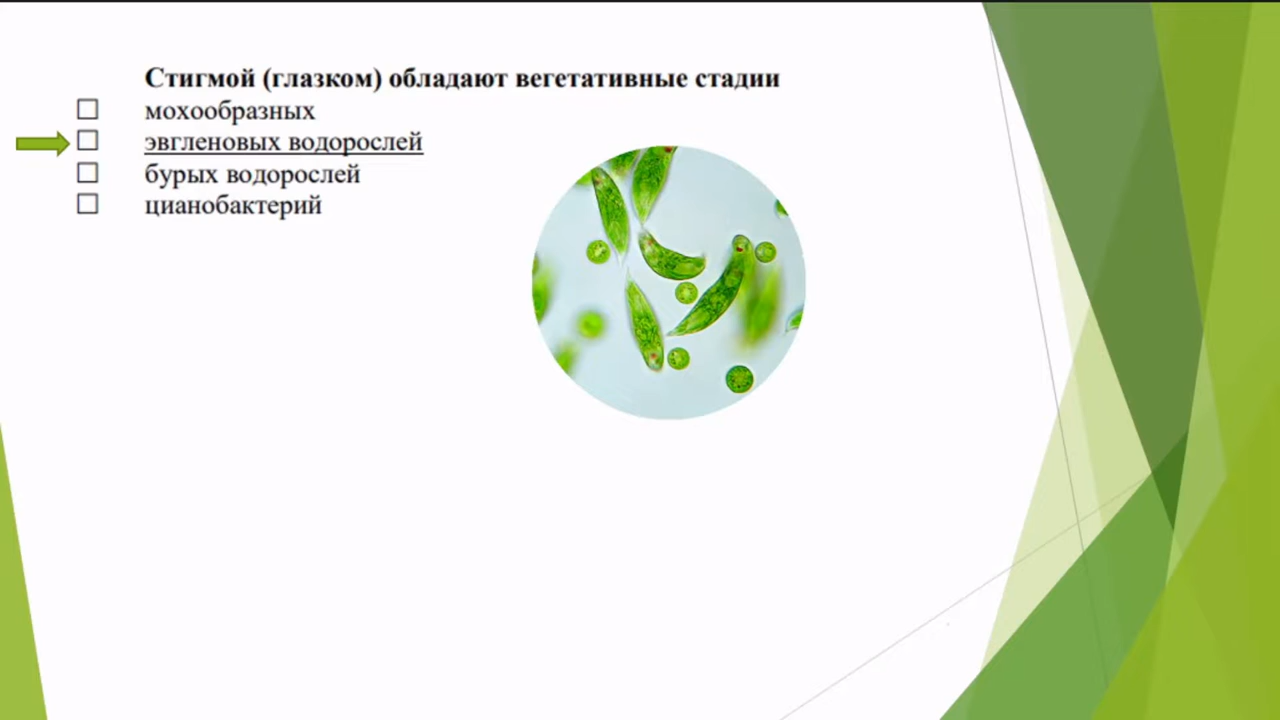 Стигмой (глазком) обладают вегетативные стадии
мохообразных
эвгленовых водорослей
бурых водорослей
цианобактерий